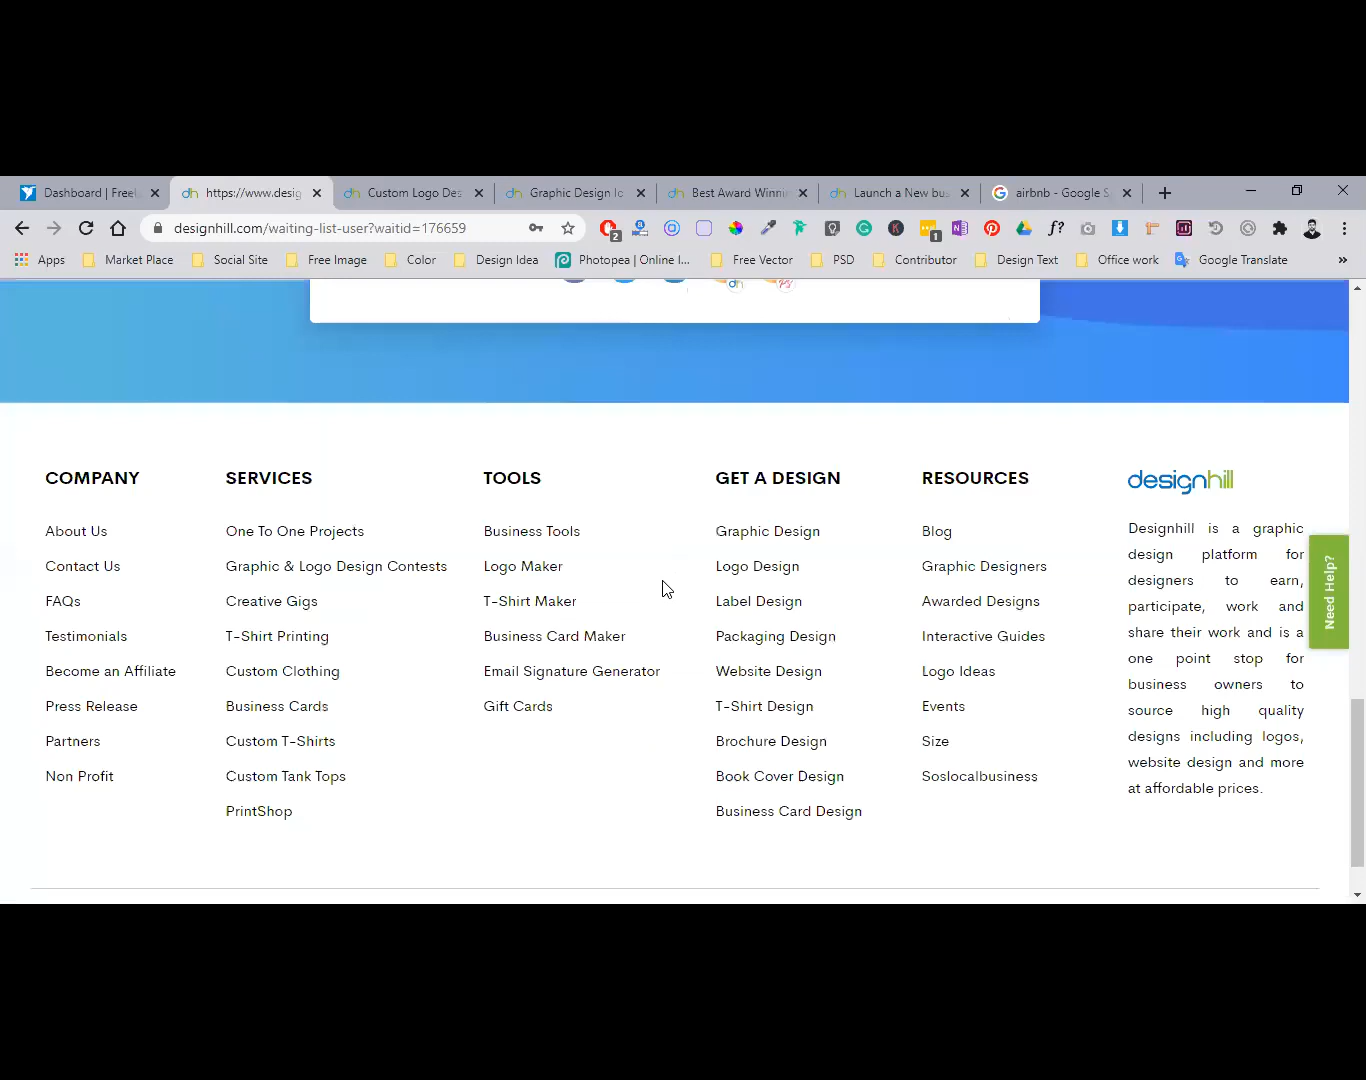 Dashboard | Free
https://www.desig
Custom Logo Des
Graphic Design Ic
Best Award Winni
Launch a New bus
airbnb - Google S
designhill.com/waiting-list-user?waitid=176659
2
1
f?
Apps
Market Place
Social Site
Free Image
Color
Design Idea
Photopea | Online I...
Free Vector
PSD
Contributor
Design Text
Office work
Google Translate
»
COMPANY
About Us
Contact Us
FAQs
Testimonials
Become an Affiliate
Press Release
Partners
Non Profit
SERVICES
One To One Projects
Graphic & Logo Design Contests
Creative Gigs
T-Shirt Printing
Custom Clothing
Business Cards
Custom T-Shirts
Custom Tank Tops
PrintShop
TOOLS
Business Tools
Logo Maker
T-Shirt Maker
Business Card Maker
Email Signature Generator
Gift Cards
GET A DESIGN
Graphic Design
Logo Design
Label Design
Packaging Design
Website Design
T-Shirt Design
Brochure Design
Book Cover Design
Business Card Design
RESOURCES
Blog
Graphic Designers
Awarded Designs
Interactive Guides
Logo Ideas
Events
Size
Soslocalbusiness
designhill
Designhill is a graphic
design platform for
designers to earn,
participate, work and
share their work and is a
one point stop for
business owners to
source high quality
designs including logos,
website design and more
at affordable prices.
Need Help?